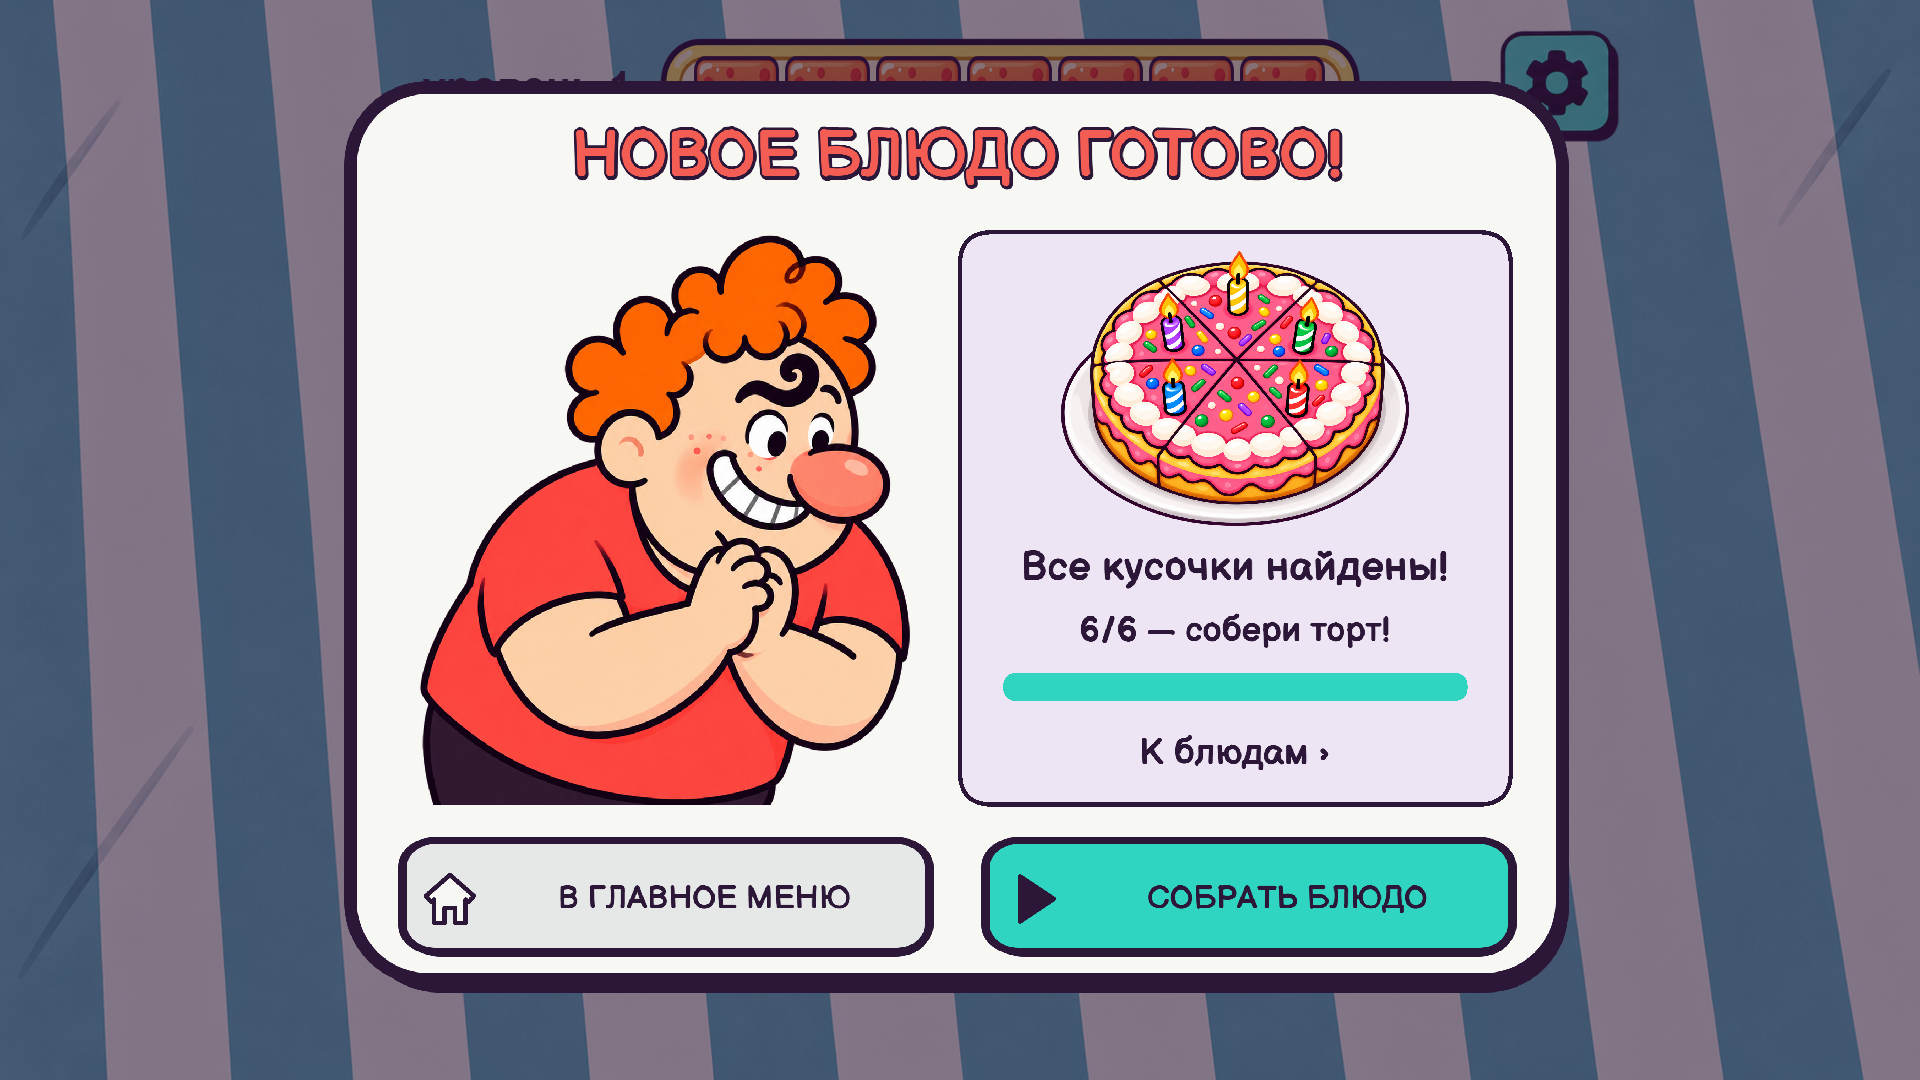 НОВОЕ БЛЮДО ГОТОВО!
Все кусочки найдены!
6/6 — собери торт!
К блюдам ›
В ГЛАВНОЕ МЕНЮ
СОБРАТЬ БЛЮДО